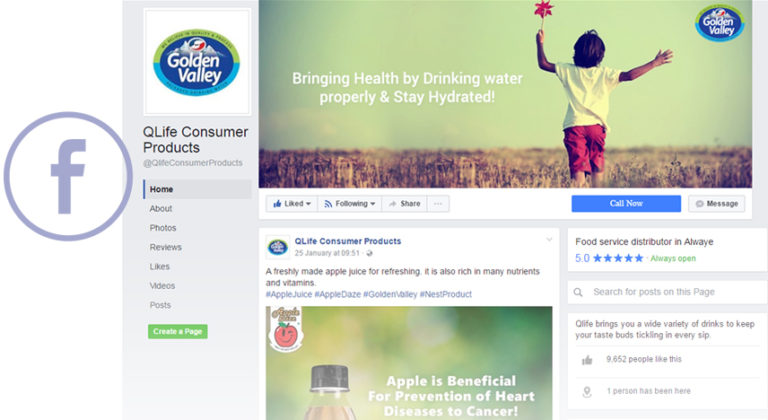 f
Golden
Valley
QLife Consumer
Products
@QlifeConsumerProducts
Home
About
Photos
Reviews
Likes
Videos
Posts
Create a Page
Golden
Valley
Bringing Health by Drinking water
properly & Stay Hydrated!
Liked
Following
Share
...
Call Now
Message
QLife Consumer Products
25 January at 09:51 ·
A freshly made apple juice for refreshing. it is also rich in many nutrients
and vitamins.
#AppleJuice #AppleDaze #GoldenValley #NestProduct
Apple
Daze
Apple is Beneficial
For Prevention of Heart
Diseases to Cancer!
Food service distributor in Alwaye
5.0 ★★★★★ · Always open
Search for posts on this Page
Qlife brings you a wide variety of drinks to keep
your taste buds tickling in every sip.
9,652 people like this
1 person has been here